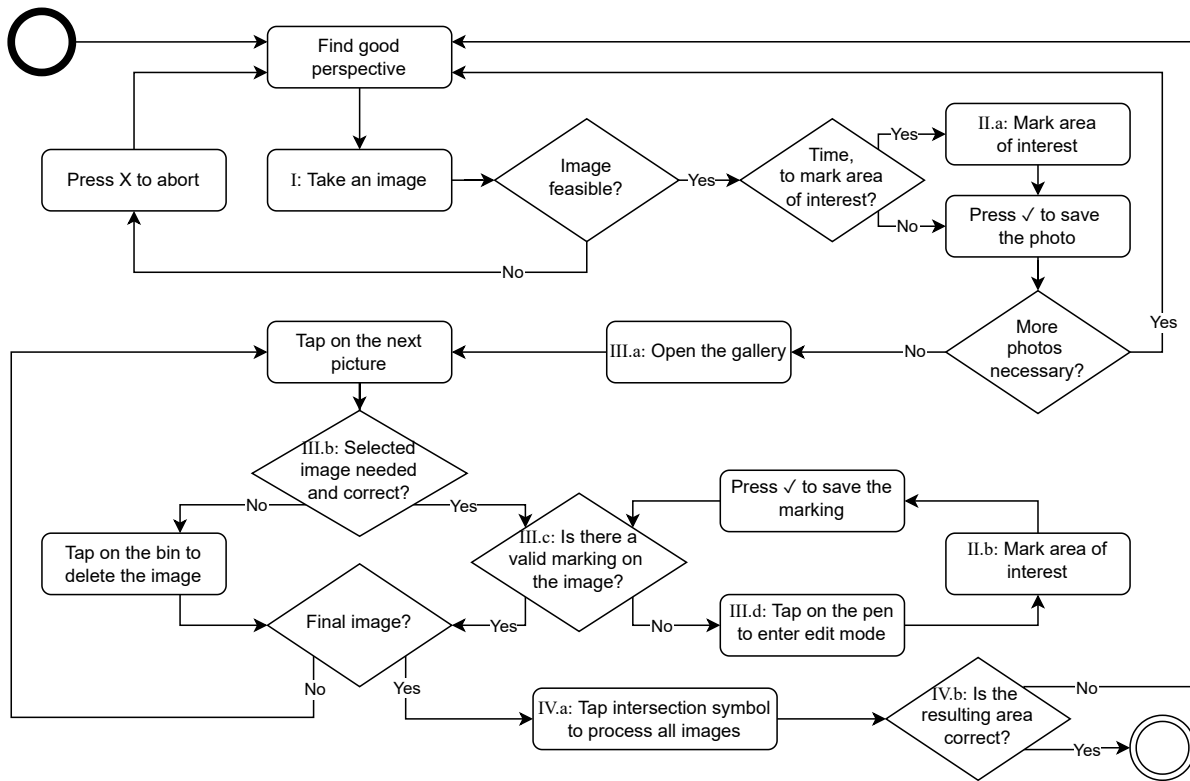 Find good
perspective
Press X to abort
I: Take an image
Image
feasible?
Yes
No
Time,
to mark area
of interest?
Yes
No
II.a: Mark area
of interest
Press ✓ to save
the photo
More
photos
necessary?
Yes
No
III.a: Open the gallery
Tap on the next
picture
III.b: Selected
image needed
and correct?
No
Yes
Tap on the bin to
delete the image
III.c: Is there a
valid marking on
the image?
Yes
No
Press ✓ to save the
marking
II.b: Mark area of
interest
III.d: Tap on the pen
to enter edit mode
Final image?
No
Yes
IV.a: Tap intersection symbol
to process all images
IV.b: Is the
resulting area
correct?
No
Yes